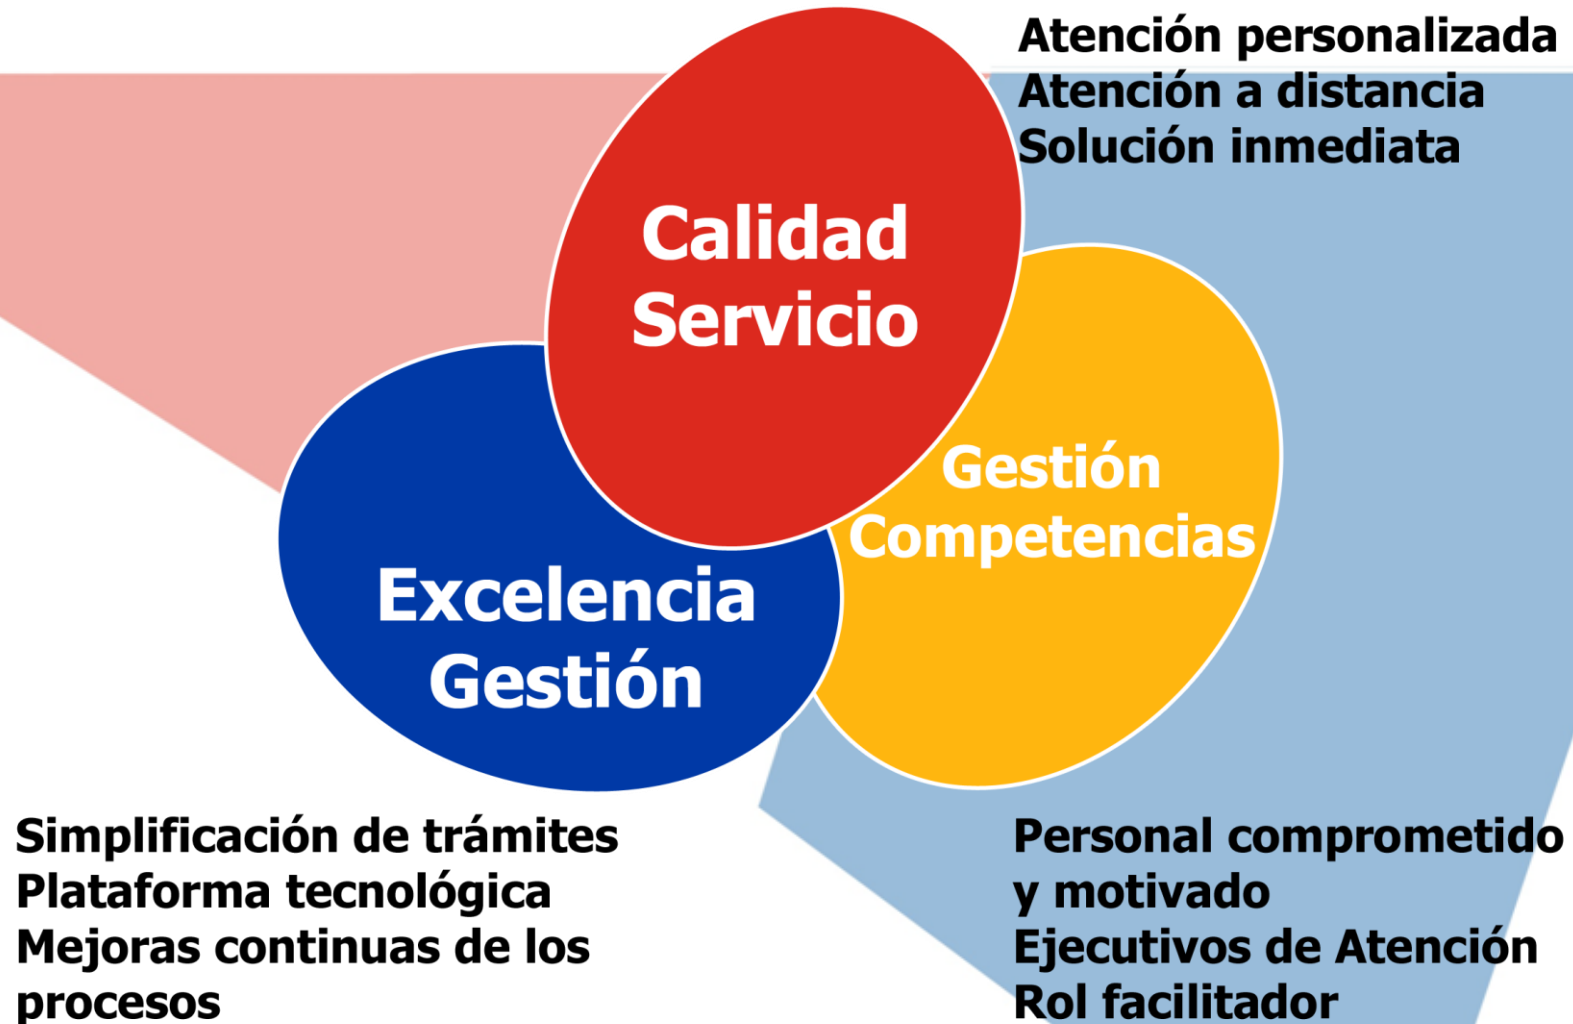 Atención personalizada
Atención a distancia
Solución inmediata
Calidad
Servicio
Gestión
Competencias
Excelencia
Gestión
Simplificación de trámites
Plataforma tecnológica
Mejoras continuas de los
procesos
Personal comprometido
y motivado
Ejecutivos de Atención
Rol facilitador